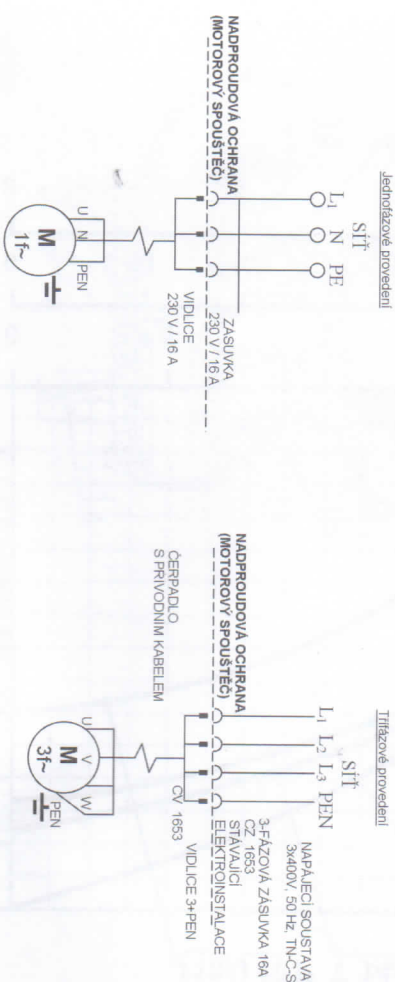 Jednofázové provedení
SÍŤ
L1 N PE
NADPROUDOVÁ OCHRANA
(MOTOROVÝ SPOUŠTĚČ)
ZÁSUVKA
230 V / 16 A
VIDLICE
230 V / 16 A
U N PEN
M
1f~
Třífázové provedení
SÍŤ
L1 L2 L3 PEN
NAPÁJECÍ SOUSTAVA
3x400V, 50 Hz, TN-C-S
3-FÁZOVÁ ZÁSUVKA 16A
CZ 1653
STÁVAJÍCÍ
ELEKTROINSTALACE
NADPROUDOVÁ OCHRANA
(MOTOROVÝ SPOUŠTĚČ)
VIDLICE 3+PEN
CV 1653
ČERPADLO
S PŘÍVODNÍM KABELEM
U V W
PEN
M
3f~